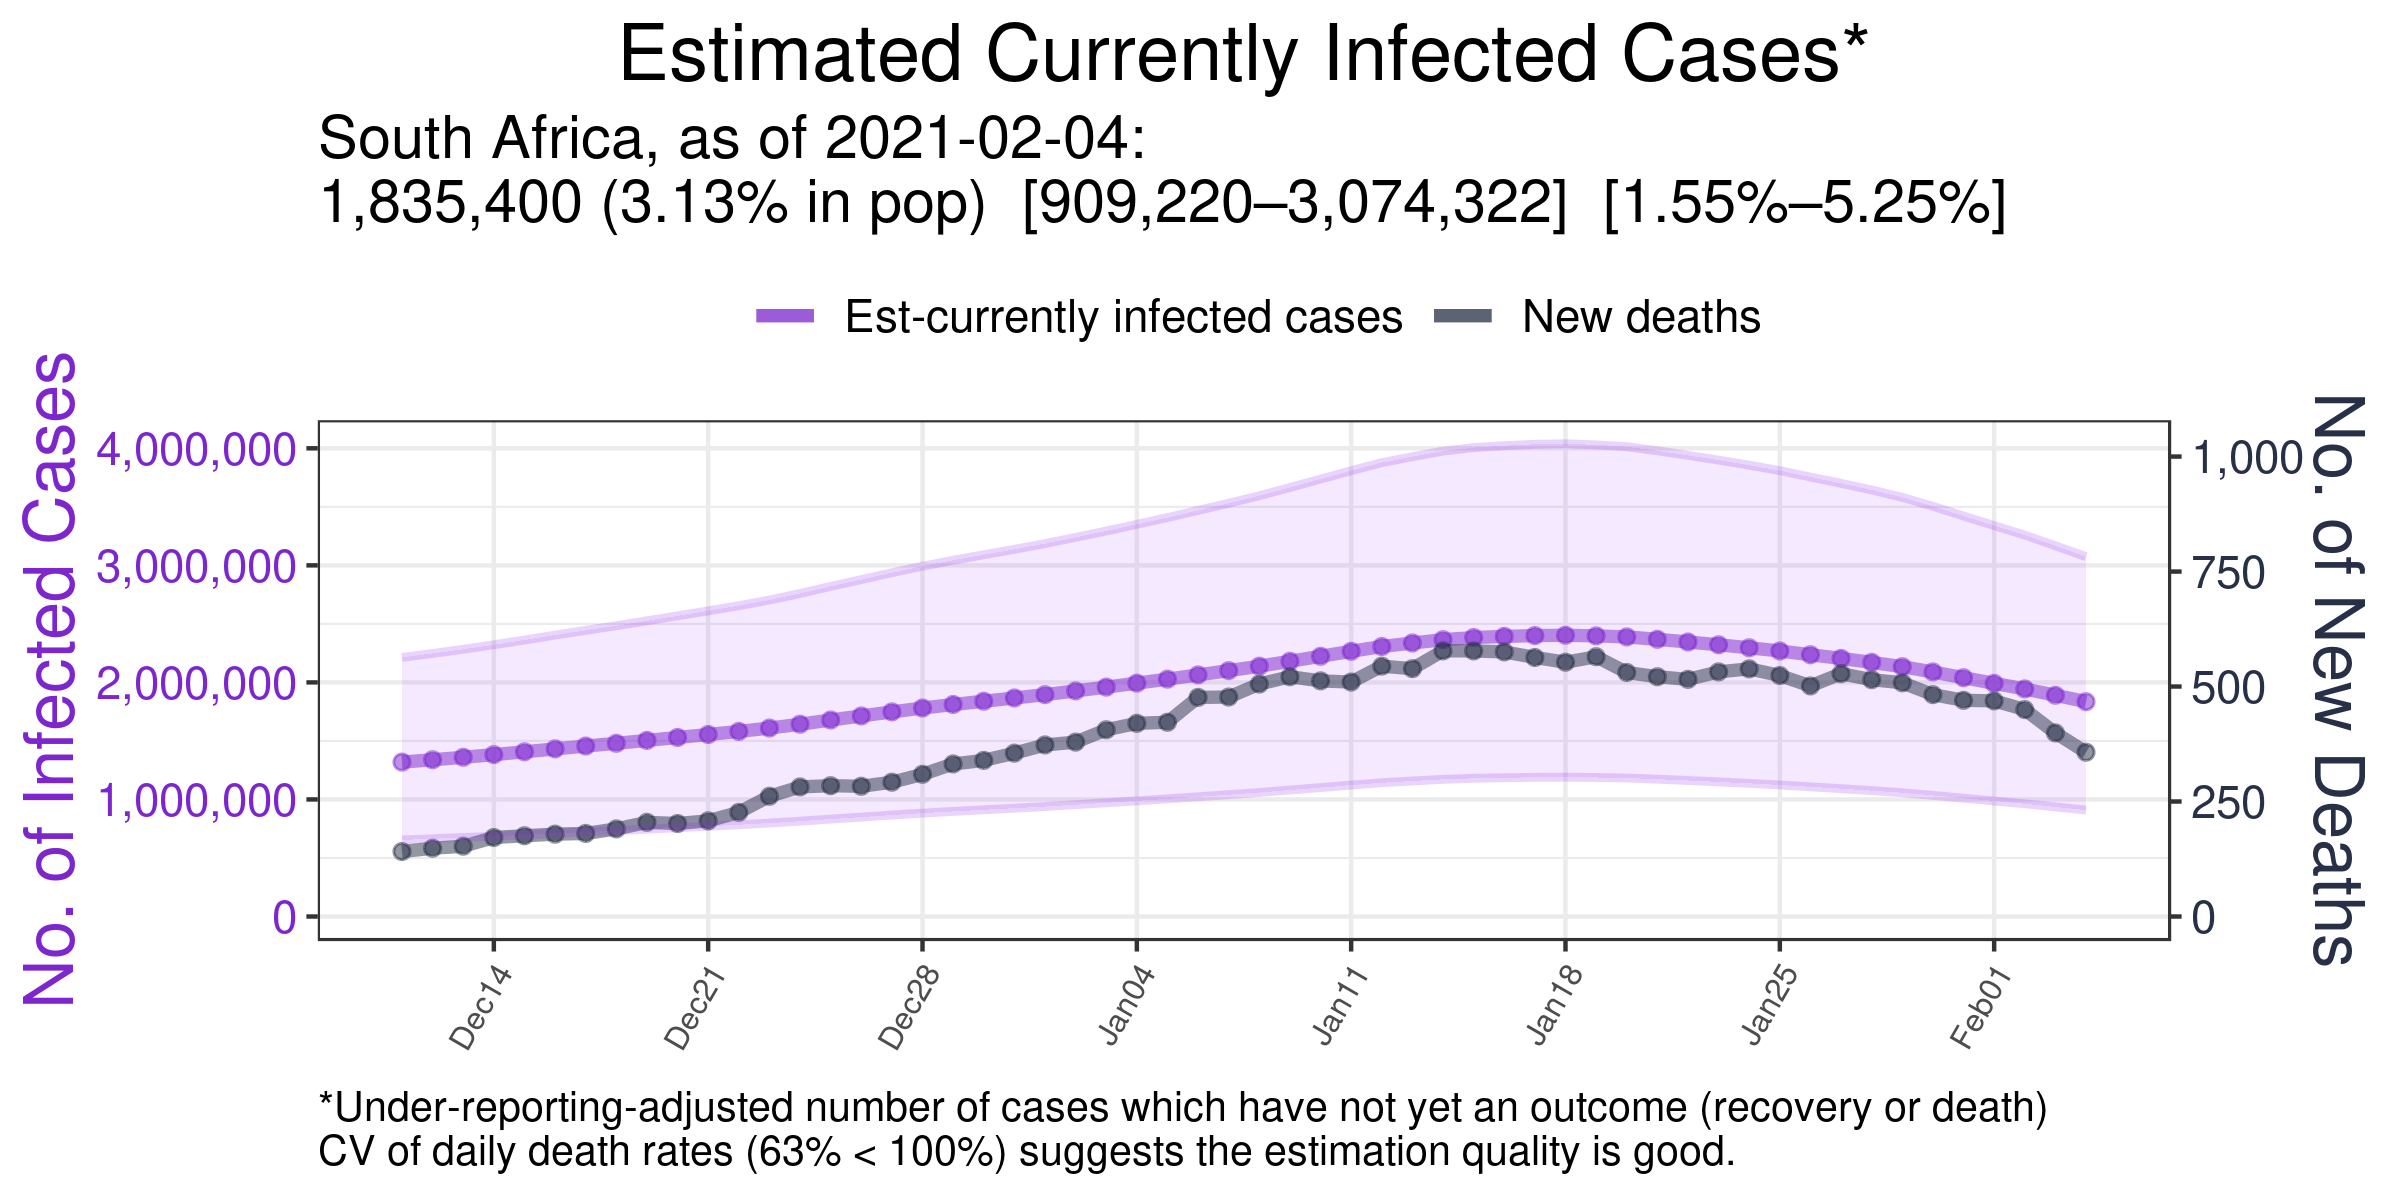 Estimated Currently Infected Cases*
South Africa, as of 2021-02-04:
1,835,400 (3.13% in pop)  [909,220–3,074,322]  [1.55%–5.25%]
Est-currently infected cases
New deaths
No. of Infected Cases
4,000,000
3,000,000
2,000,000
1,000,000
0
1,000
750
500
250
0
No. of New Deaths
Dec14
Dec21
Dec28
Jan04
Jan11
Jan18
Jan25
Feb01
*Under-reporting-adjusted number of cases which have not yet an outcome (recovery or death)
CV of daily death rates (63% < 100%) suggests the estimation quality is good.